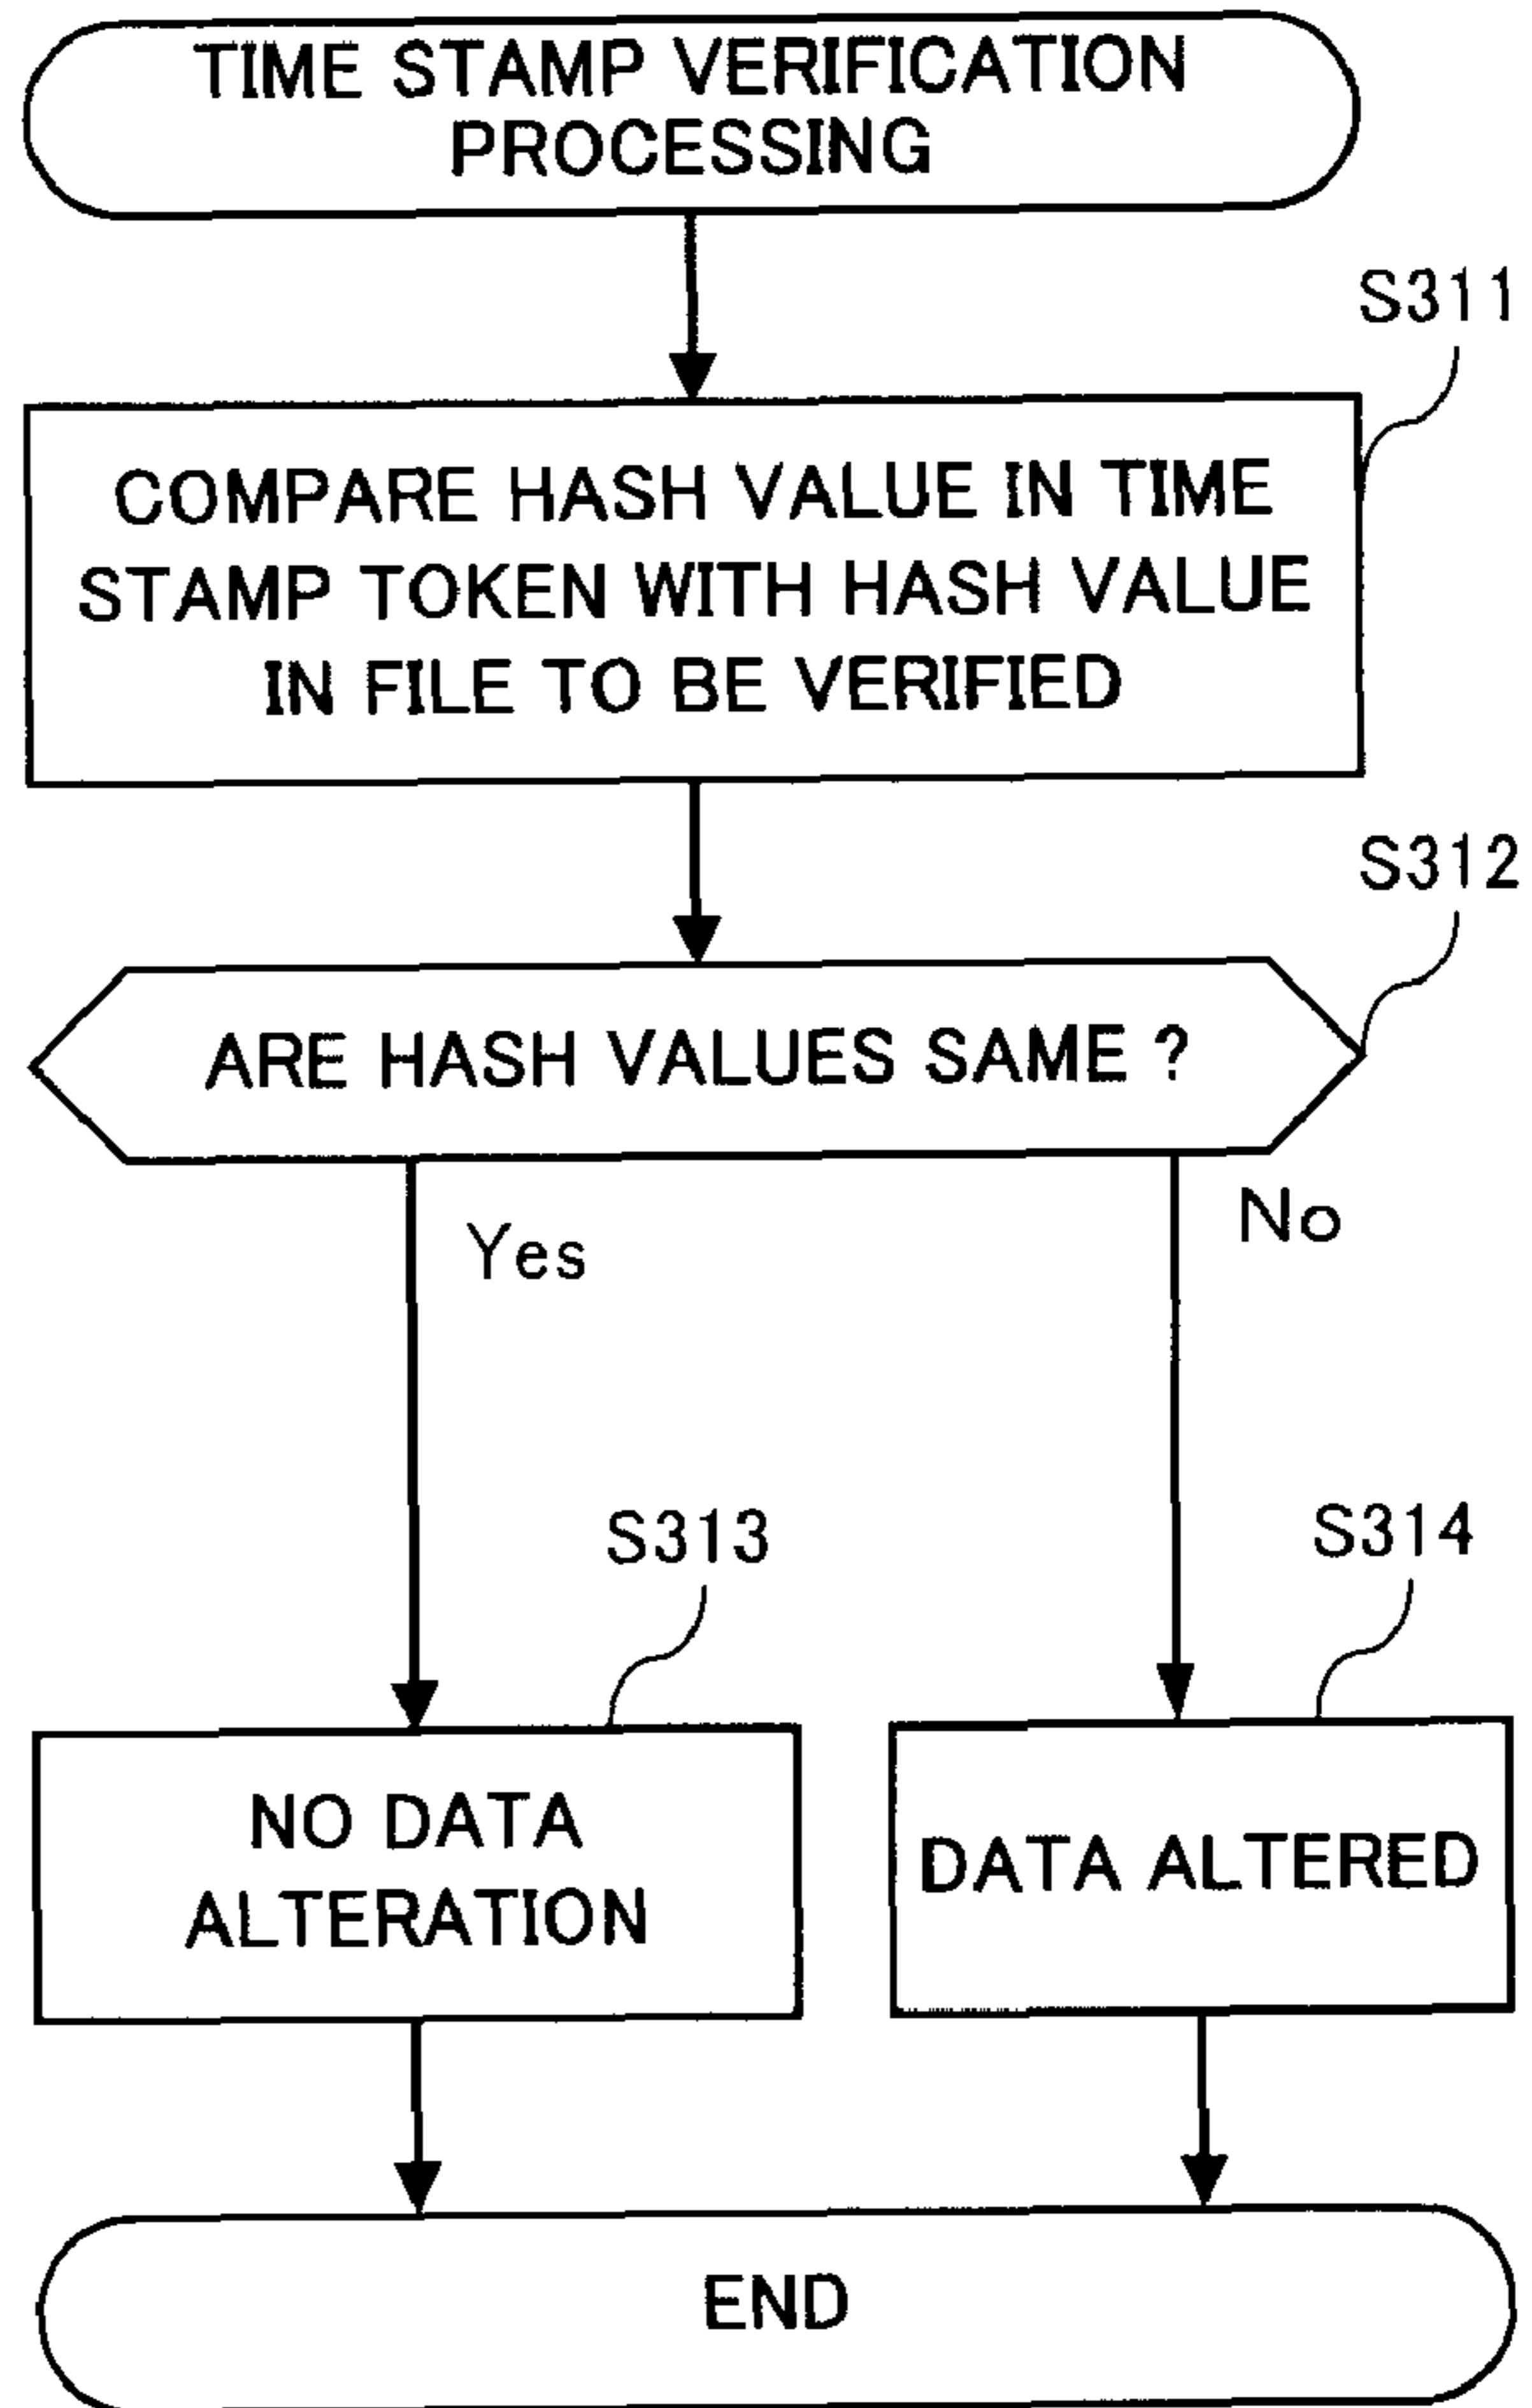 TIME STAMP VERIFICATION
PROCESSING
S311
COMPARE HASH VALUE IN TIME
STAMP TOKEN WITH HASH VALUE
IN FILE TO BE VERIFIED
S312
ARE HASH VALUES SAME ?
Yes
No
S313
S314
NO DATA
ALTERATION
DATA ALTERED
END